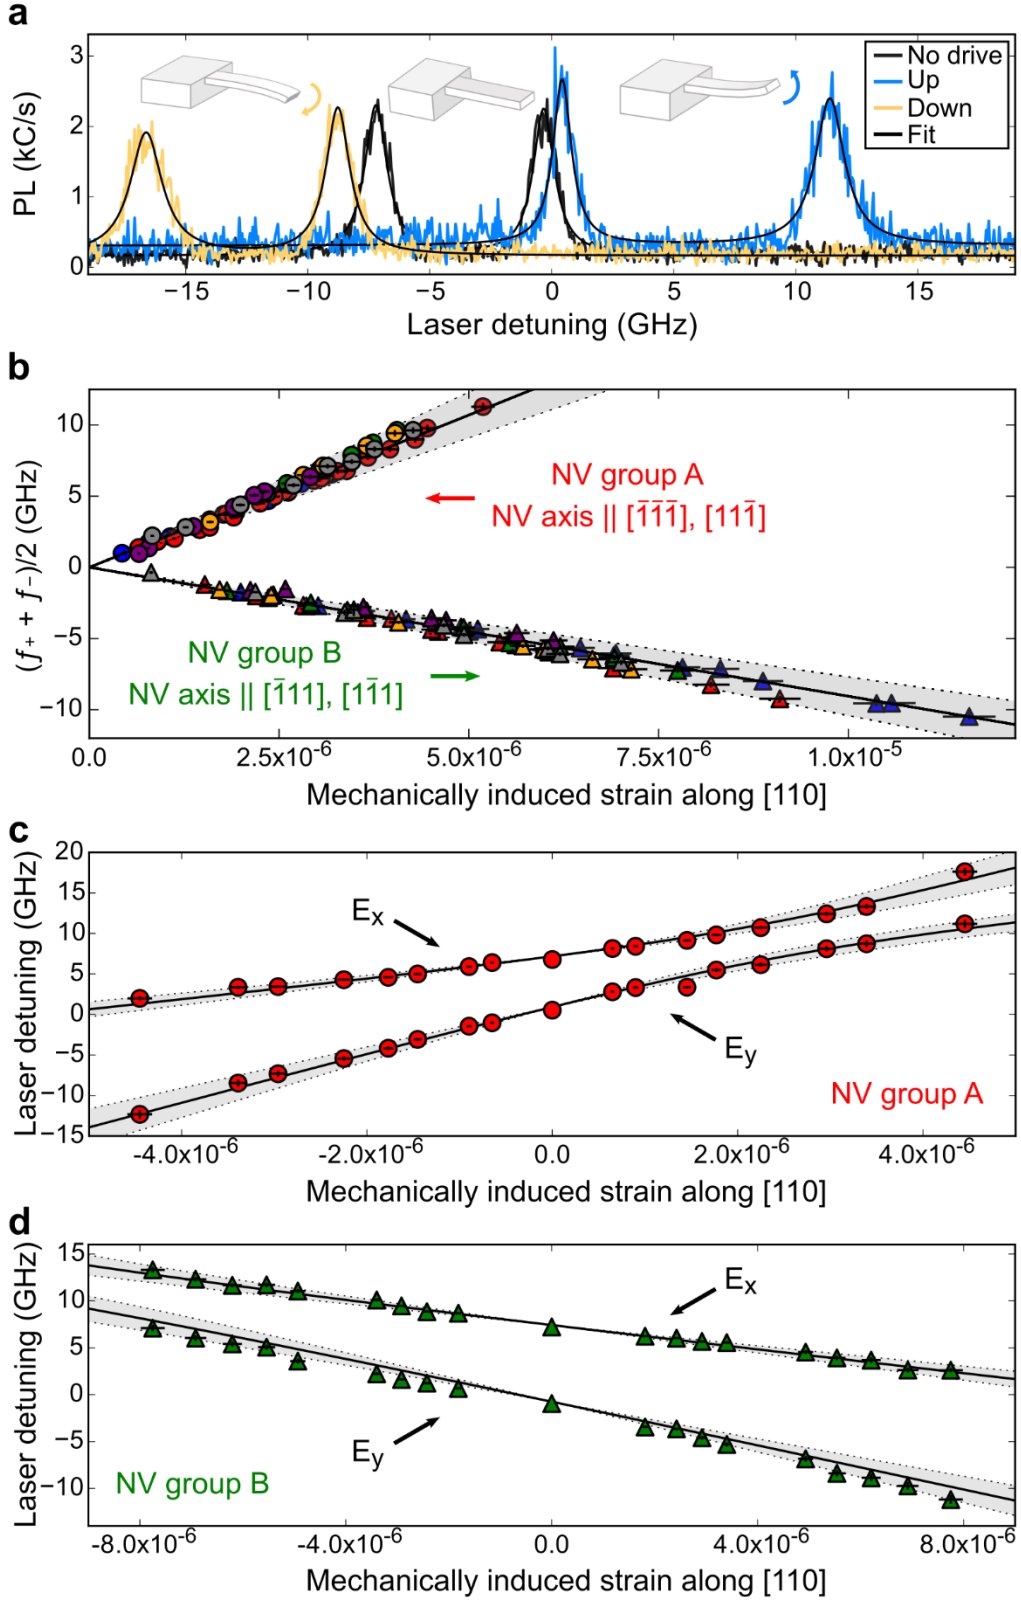 a
PL (kC/s)
3
2
1
0
No drive
Up
Down
Fit
−15 −10 −5 0 5 10 15
Laser detuning (GHz)
b
(f₊ + f₋)/2 (GHz)
10
5
0
−5
−10
NV group A
NV axis || [1̅1̅1̅], [111̅]
NV group B
NV axis || [1̅11], [11̅1]
0.0 2.5x10⁻⁶ 5.0x10⁻⁶ 7.5x10⁻⁶ 1.0x10⁻⁵
Mechanically induced strain along [110]
c
Laser detuning (GHz)
20
15
10
5
0
−5
−10
−15
Eₓ
E_y
NV group A
-4.0x10⁻⁶ -2.0x10⁻⁶ 0.0 2.0x10⁻⁶ 4.0x10⁻⁶
Mechanically induced strain along [110]
d
Laser detuning (GHz)
15
10
5
0
−5
−10
Eₓ
E_y
NV group B
-8.0x10⁻⁶ -4.0x10⁻⁶ 0.0 4.0x10⁻⁶ 8.0x10⁻⁶
Mechanically induced strain along [110]